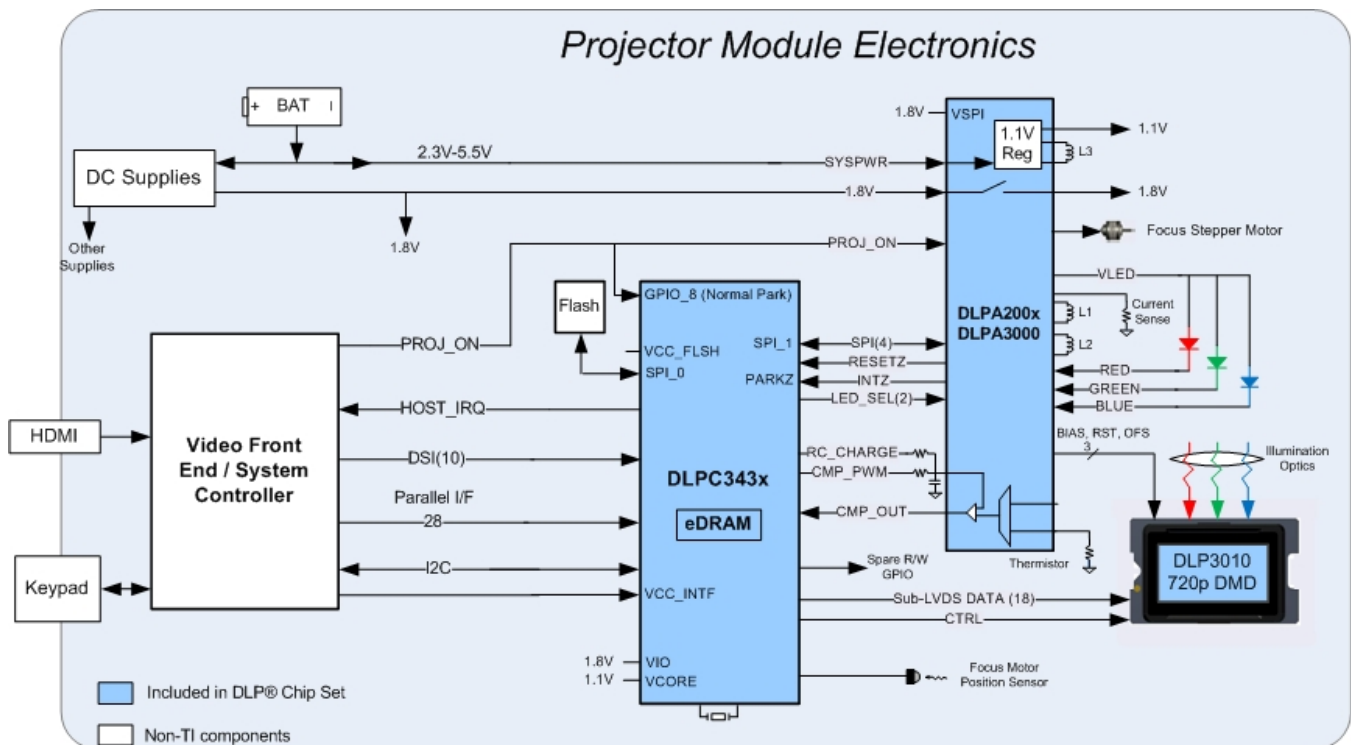 Projector Module Electronics
+ BAT I
DC Supplies
2.3V-5.5V
SYSPWR
1.8V
VSPI
1.1V
Reg
1.1V
L3
1.8V
1.8V
Other
Supplies
1.8V
PROJ_ON
Focus Stepper Motor
Flash
GPIO_8 (Normal Park)
VCC_FLSH
SPI_0
SPI_1
PARKZ
SPI(4)
RESETZ
INTZ
LED_SEL(2)
DLPA200x
DLPA3000
VLED
Current
Sense
L1
L2
RED
GREEN
BLUE
PROJ_ON
HOST_IRQ
HDMI
Video Front
End / System
Controller
DSI(10)
Parallel I/F
28
I2C
VCC_INTF
Keypad
DLPC343x
eDRAM
RC_CHARGE
CMP_PWM
CMP_OUT
BIAS, RST, OFS
3
Illumination
Optics
Thermistor
DLP3010
720p DMD
Spare R/W
GPIO
Sub-LVDS DATA (18)
CTRL
1.8V
VIO
1.1V
VCORE
Focus Motor
Position Sensor
Included in DLP® Chip Set
Non-TI components